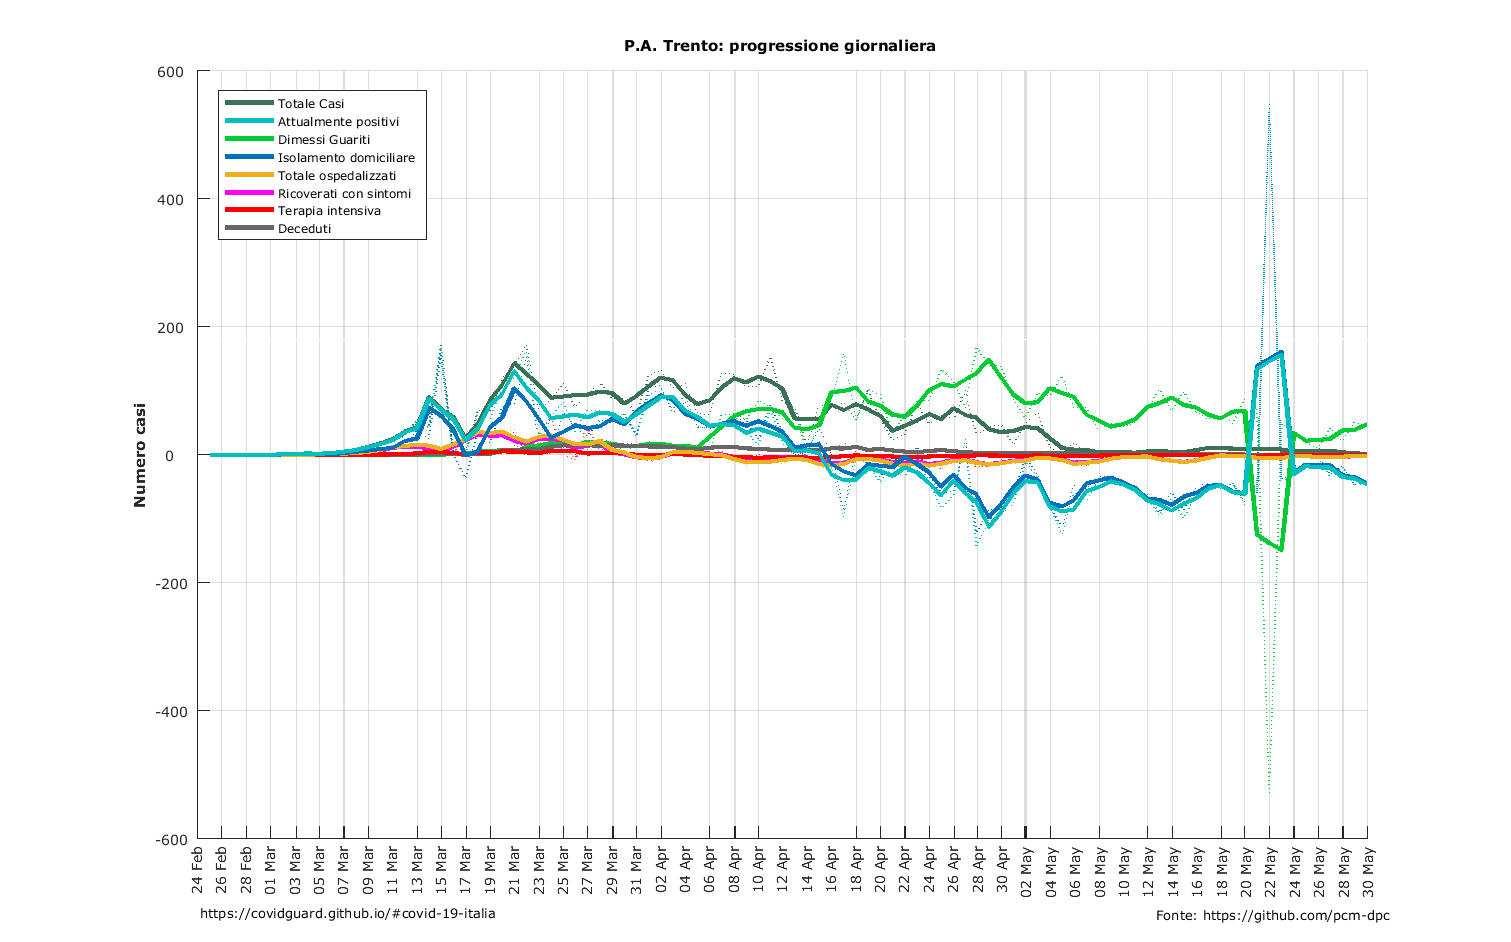 P.A. Trento: progressione giornaliera
600
400
200
0
-200
-400
-600
Numero casi
Totale Casi
Attualmente positivi
Dimessi Guariti
Isolamento domiciliare
Totale ospedalizzati
Ricoverati con sintomi
Terapia intensiva
Deceduti
24 Feb
26 Feb
28 Feb
01 Mar
03 Mar
05 Mar
07 Mar
09 Mar
11 Mar
13 Mar
15 Mar
17 Mar
19 Mar
21 Mar
23 Mar
25 Mar
27 Mar
29 Mar
31 Mar
02 Apr
04 Apr
06 Apr
08 Apr
10 Apr
12 Apr
14 Apr
16 Apr
18 Apr
20 Apr
22 Apr
24 Apr
26 Apr
28 Apr
30 Apr
02 May
04 May
06 May
08 May
10 May
12 May
14 May
16 May
18 May
20 May
22 May
24 May
26 May
28 May
30 May
https://covidguard.github.io/#covid-19-italia
Fonte: https://github.com/pcm-dpc